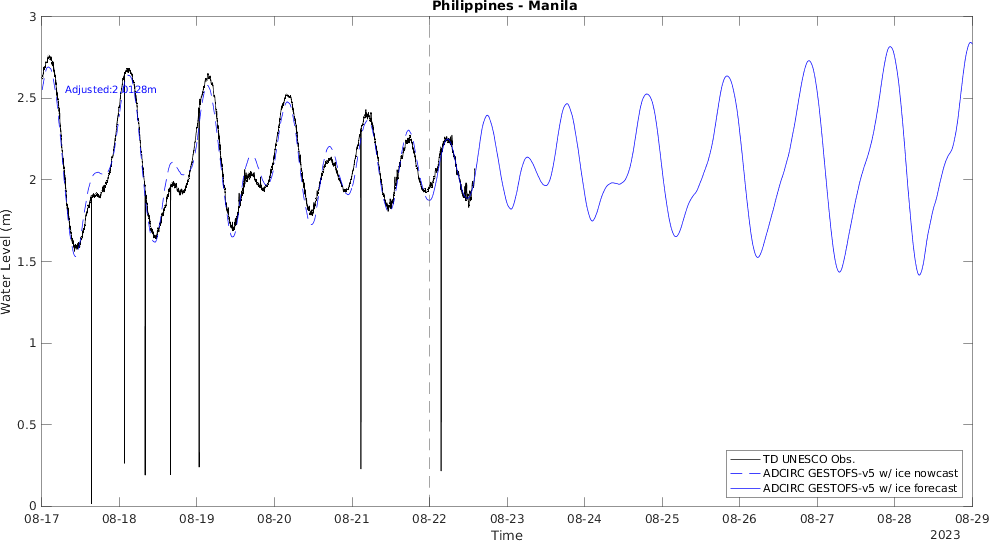 Philippines - Manila
3
2.5
2
1.5
1
0.5
0
Water Level (m)
Adjusted:2.0128m
TD UNESCO Obs.
ADCIRC GESTOFS-v5 w/ ice nowcast
ADCIRC GESTOFS-v5 w/ ice forecast
08-17 08-18 08-19 08-20 08-21 08-22 08-23 08-24 08-25 08-26 08-27 08-28 08-29
Time
2023